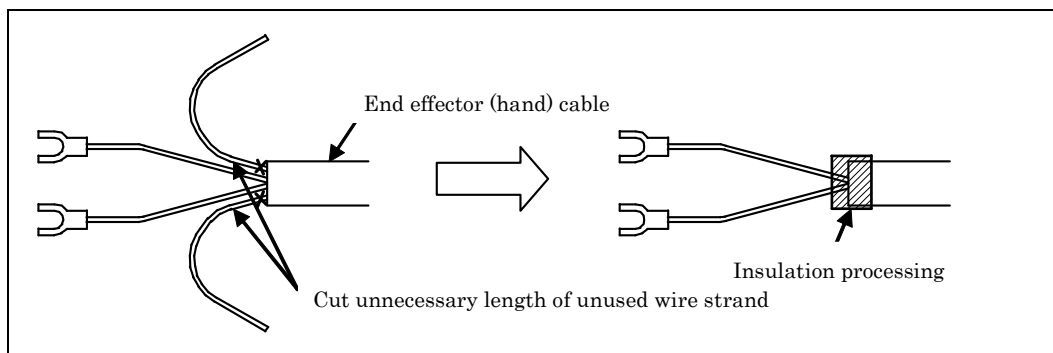 End effector (hand) cable
Insulation processing
Cut unnecessary length of unused wire strand